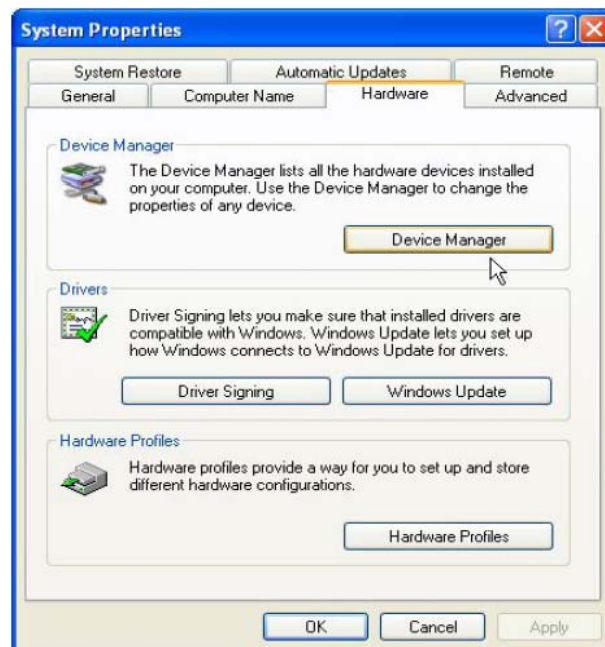 System Properties
System Restore Automatic Updates Remote
General Computer Name Hardware Advanced
Device Manager
The Device Manager lists all the hardware devices installed
on your computer. Use the Device Manager to change the
properties of any device.
Device Manager
Drivers
Driver Signing lets you make sure that installed drivers are
compatible with Windows. Windows Update lets you set up
how Windows connects to Windows Update for drivers.
Driver Signing Windows Update
Hardware Profiles
Hardware profiles provide a way for you to set up and store
different hardware configurations.
Hardware Profiles
OK Cancel Apply